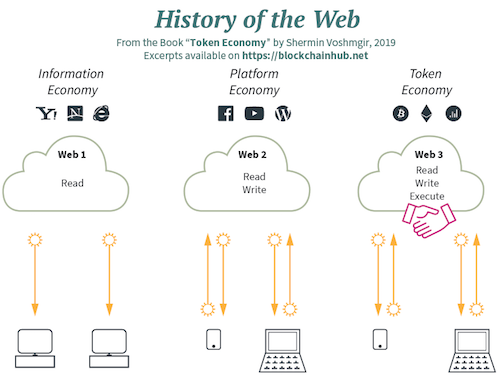 History of the Web
From the Book “Token Economy” by Shermin Voshmgir, 2019
Excerpts available on https://blockchainhub.net
Information
Economy
Platform
Economy
Token
Economy
Web 1
Read
Web 2
Read
Write
Web 3
Read
Write
Execute